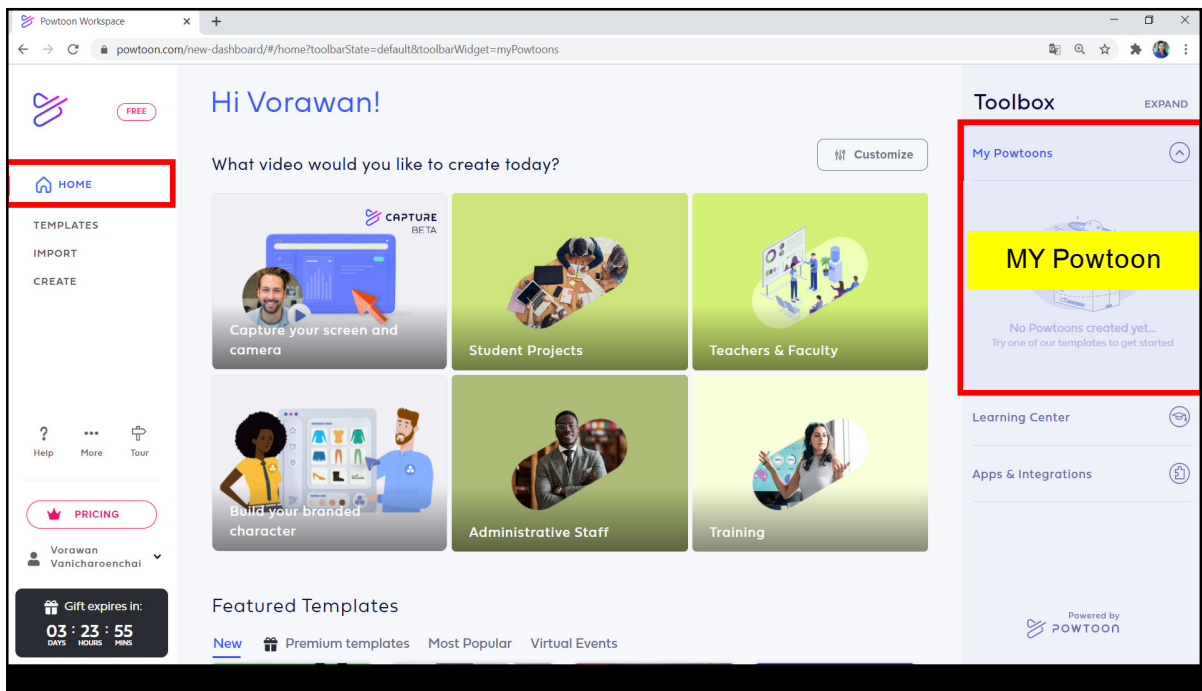 Powtoon Workspace
powtoon.com/new-dashboard/#/home?toolbarState=default&toolbarWidget=myPowtoons
FREE
HOME
TEMPLATES
IMPORT
CREATE
?
Help
More
Tour
PRICING
Vorawan
Vanicharoenchai
Gift expires in:
03 : 23 : 55
DAYS HOURS MINS
Hi Vorawan!
What video would you like to create today?
Customize
CAPTURE
BETA
Capture your screen and
camera
Student Projects
Teachers & Faculty
Build your branded
character
Administrative Staff
Training
Featured Templates
New
Premium templates
Most Popular
Virtual Events
Toolbox
EXPAND
My Powtoons
MY Powtoon
No Powtoons created yet...
Try one of our templates to get started
Learning Center
Apps & Integrations
Powered by
POWTOON